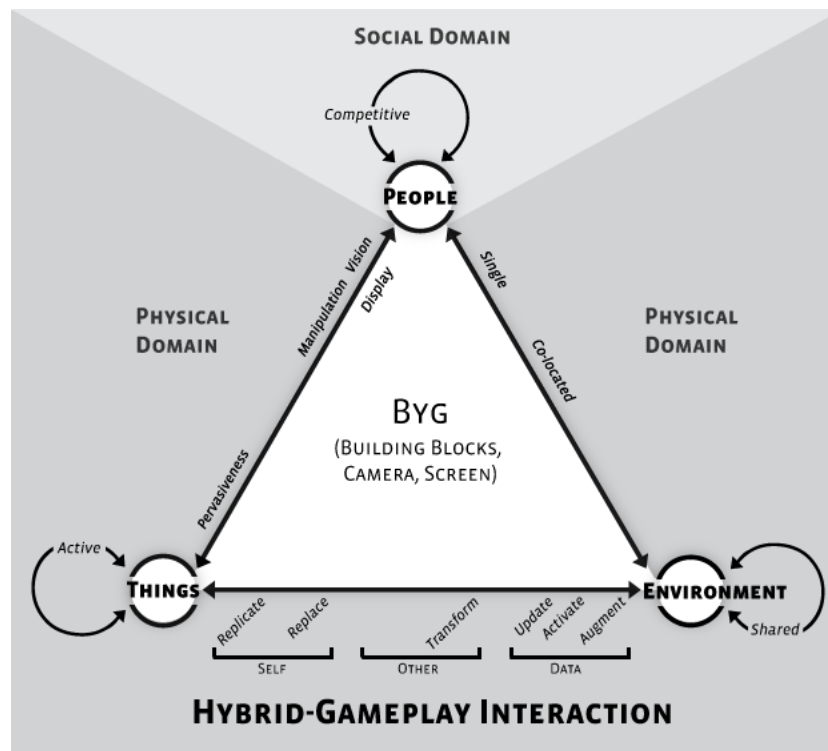 SOCIAL DOMAIN
Competitive
PEOPLE
Manipulation Vision
Display
Single
PHYSICAL
DOMAIN
PHYSICAL
DOMAIN
Co-located
BYG
(BUILDING BLOCKS,
CAMERA, SCREEN)
Pervasiveness
Active
THINGS
ENVIRONMENT
Shared
Replicate
Replace
Transform
Update
Activate
Augment
SELF
OTHER
DATA
HYBRID-GAMEPLAY INTERACTION